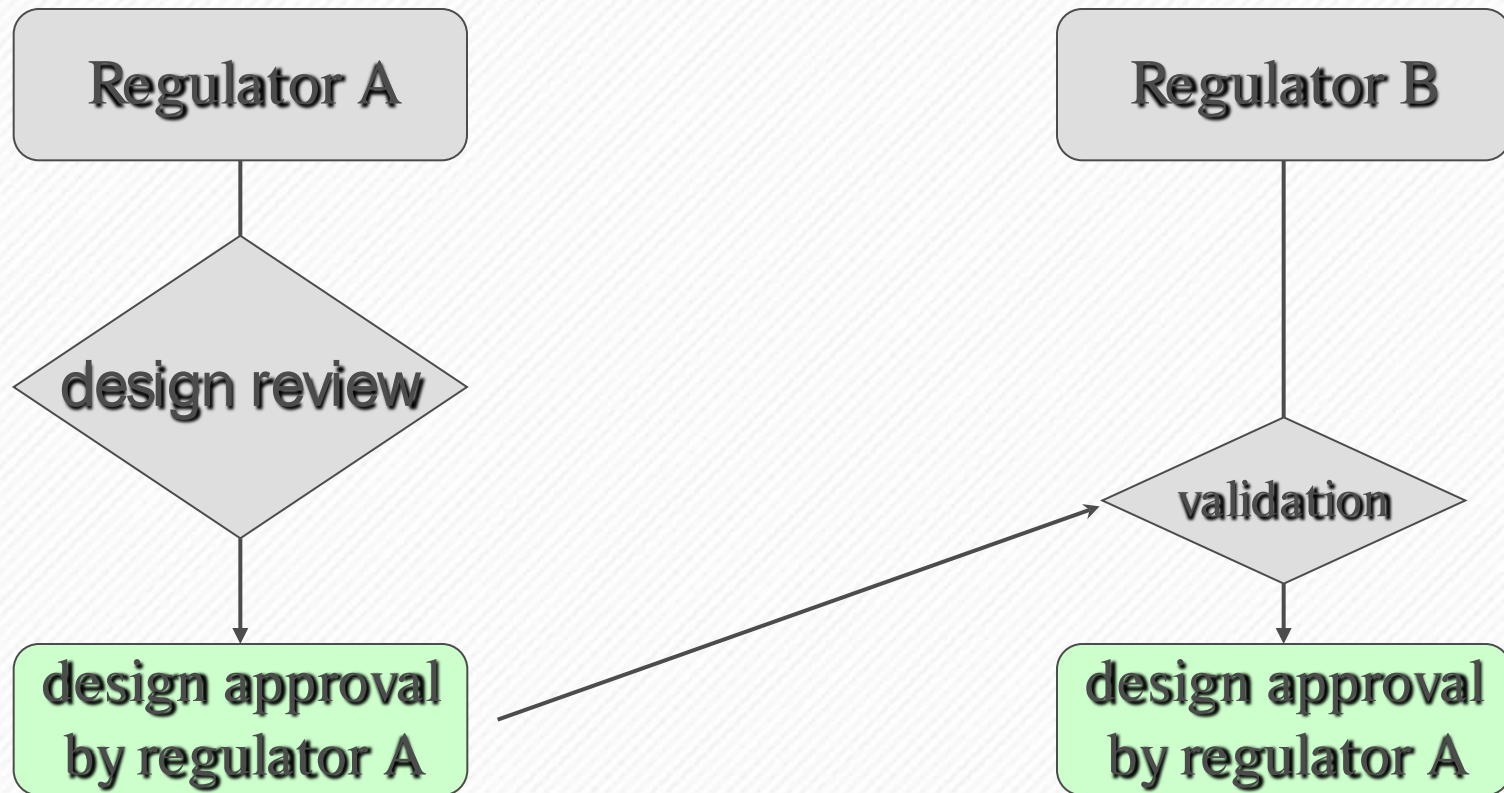 Regulator A
Regulator B
design review
validation
design approval
by regulator A
design approval
by regulator A